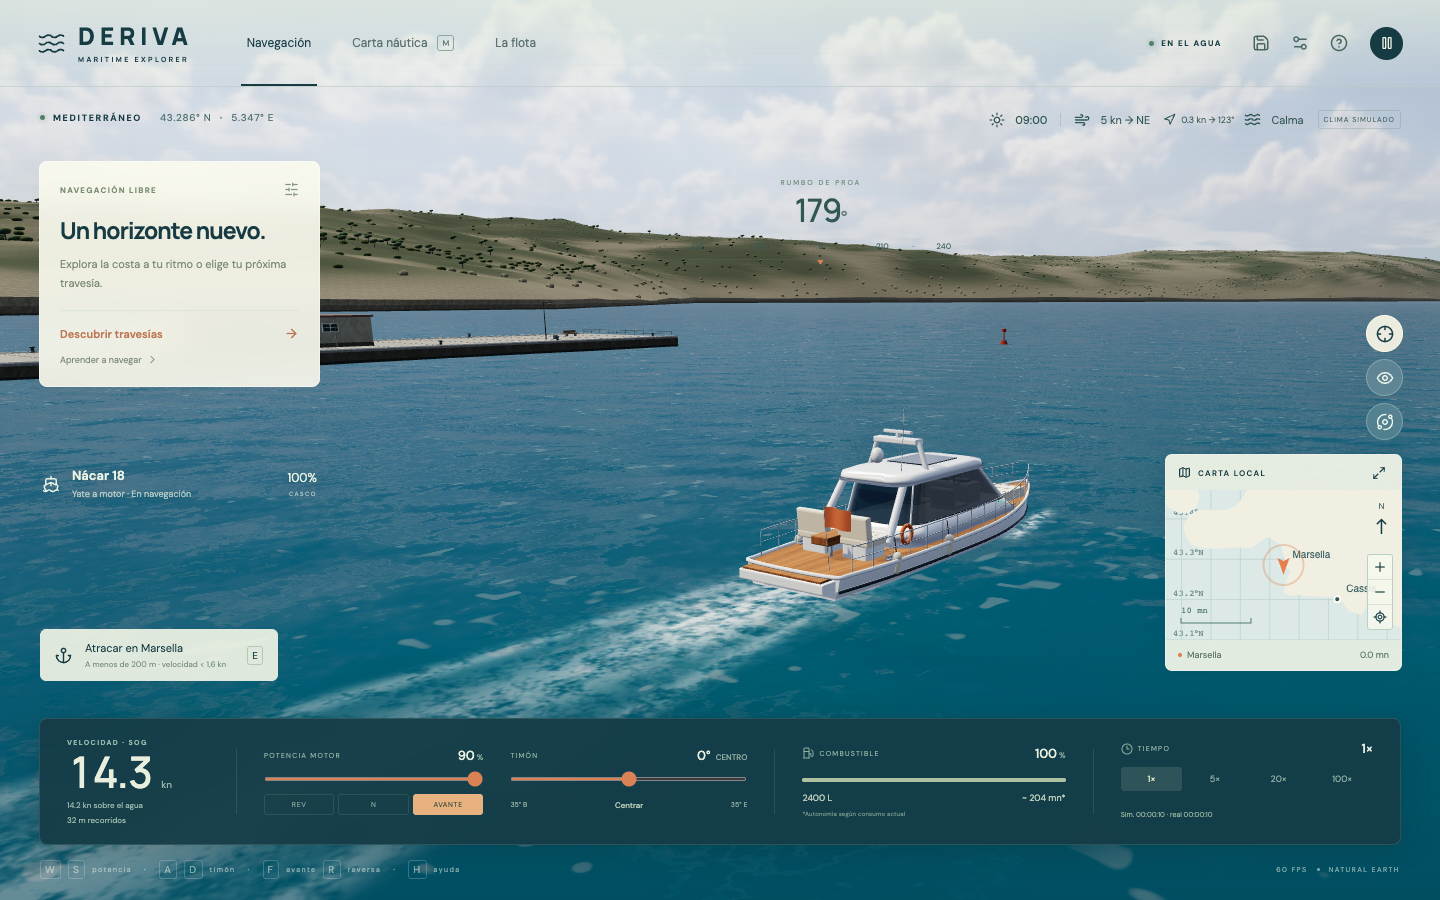 DERIVA
MARITIME EXPLORER
Navegación
Carta náutica M
La flota
EN EL AGUA
MEDITERRÁNEO 43.286° N · 5.347° E
09:00
5 kn → NE
0.3 kn → 123°
Calma
CLIMA SIMULADO
NAVEGACIÓN LIBRE
Un horizonte nuevo.
Explora la costa a tu ritmo o elige tu próxima
travesía.
Descubrir travesías →
Aprender a navegar >
RUMBO DE PROA
179°
210 · 240
Nácar 18
Yate a motor · En navegación
100%
CASCO
Atracar en Marsella
A menos de 200 m · velocidad < 1,6 kn
E
CARTA LOCAL
N
43.3°N
Marsella
43.2°N
10 mn
43.1°N
Marsella 0.0 mn
VELOCIDAD · SOG
14.3 kn
14.2 kn sobre el agua
32 m recorridos
POTENCIA MOTOR 90 %
REV N AVANTE
TIMÓN 0° CENTRO
35° B Centrar 35° E
COMBUSTIBLE 100 %
2400 L ~ 204 mn*
*Autonomía según consumo actual
TIEMPO 1×
1× 5× 20× 100×
Sim. 00:00:10 · real 00:00:10
W S potencia · A D timón · F avante R reversa · H ayuda
60 FPS • NATURAL EARTH